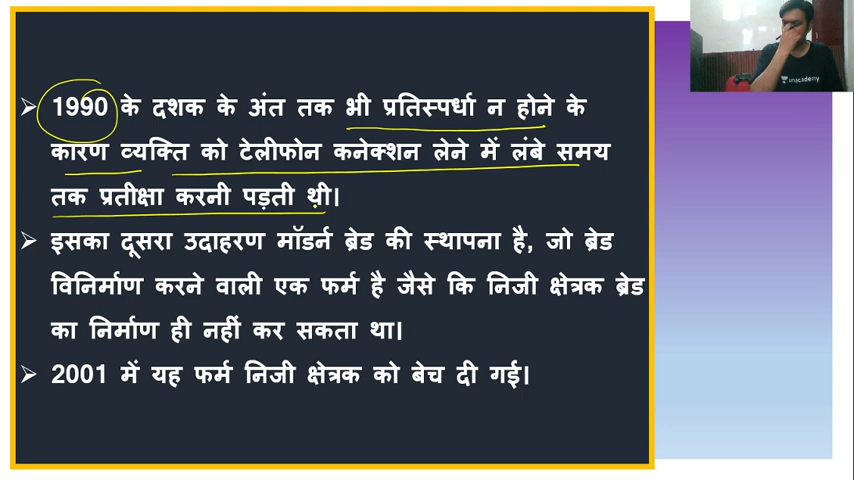 1990 के दशक के अंत तक भी प्रतिस्पर्धा न होने के
कारण व्यक्ति को टेलीफोन कनेक्शन लेने में लंबे समय
तक प्रतीक्षा करनी पड़ती थी।
इसका दूसरा उदाहरण मॉडर्न ब्रेड की स्थापना है, जो ब्रेड
विनिर्माण करने वाली एक फर्म है जैसे कि निजी क्षेत्रक ब्रेड
का निर्माण ही नहीं कर सकता था।
2001 में यह फर्म निजी क्षेत्रक को बेच दी गई।
unacademy